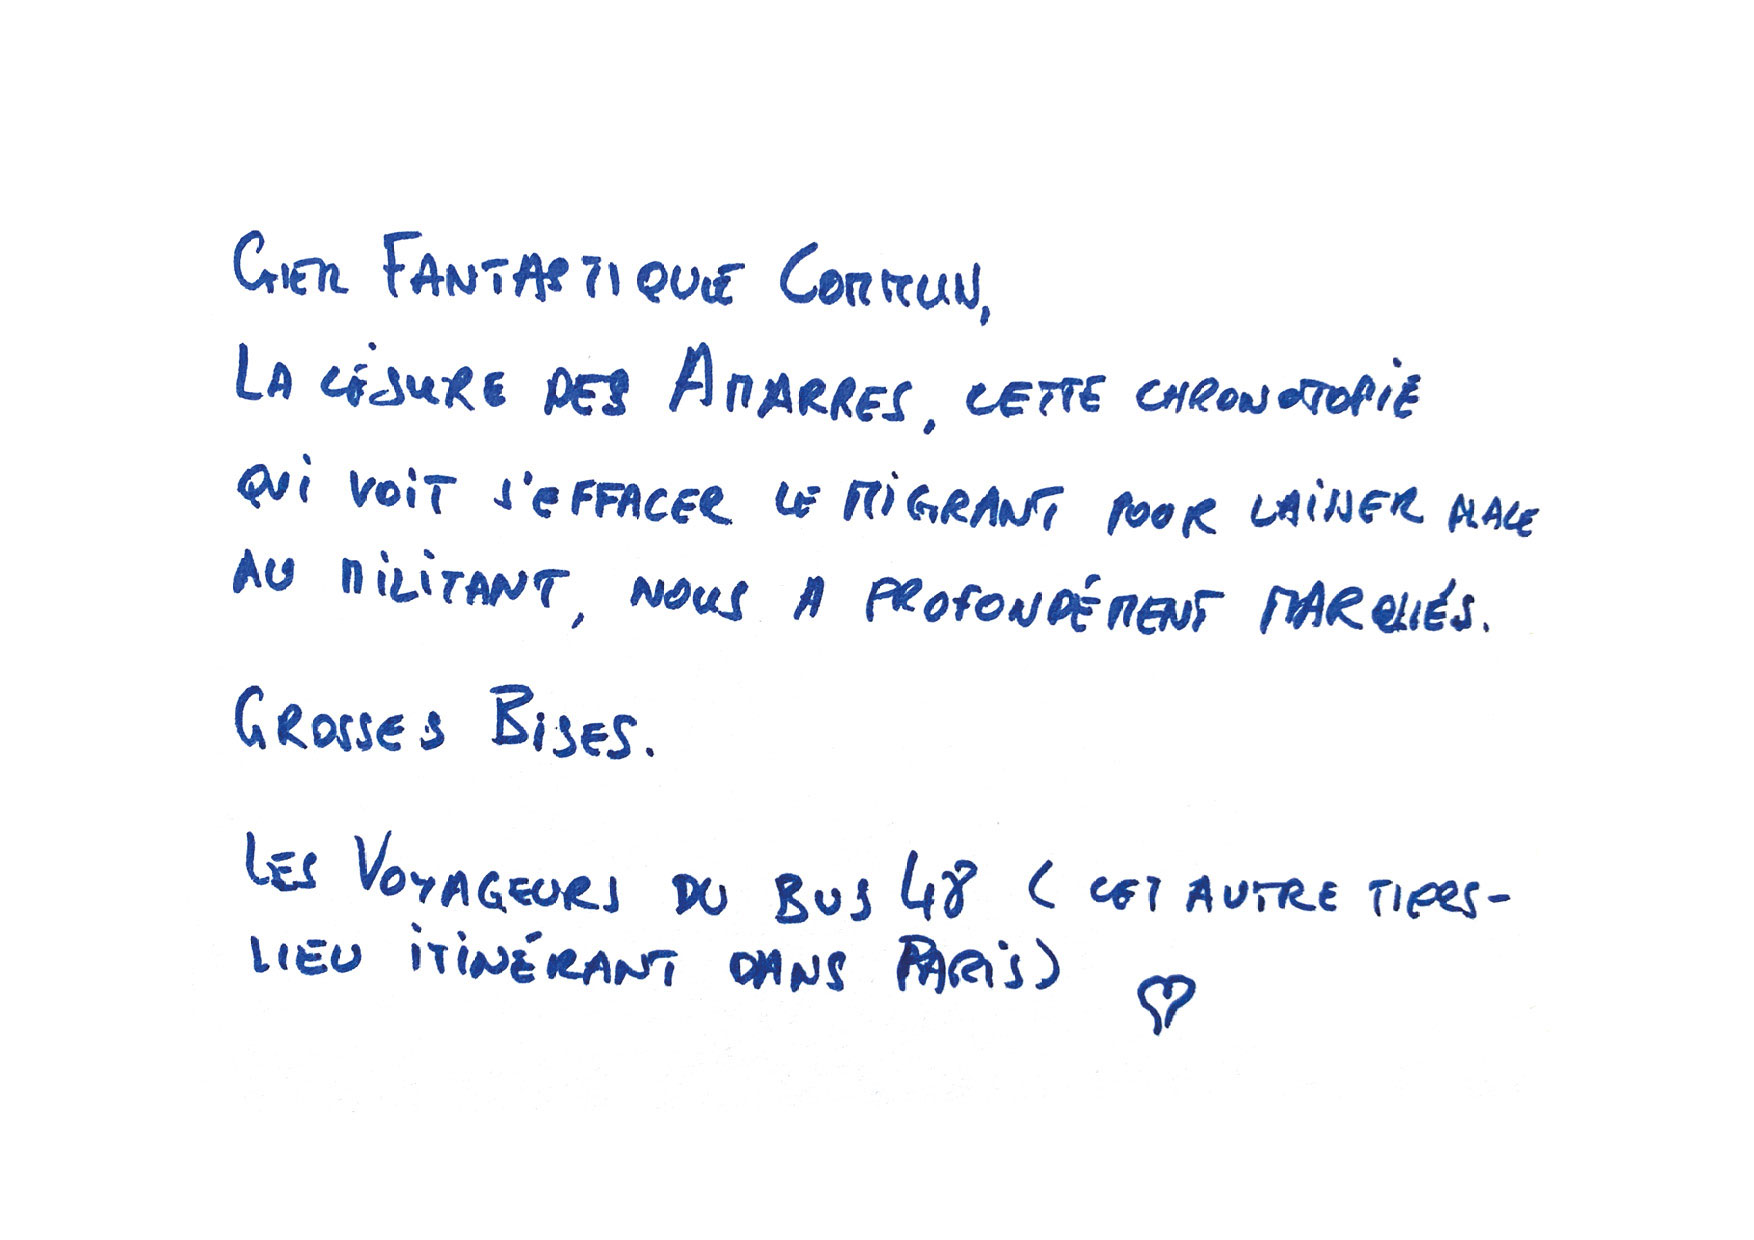 Cher Fantastique Commun,
La césure des Amarres, cette chronotopie
qui voit s'effacer le migrant pour laisser place
au militant, nous a profondément marqués.
Grosses Bises.
Les Voyageurs du bus 48 (cet autre tiers-
lieu itinérant dans Paris)